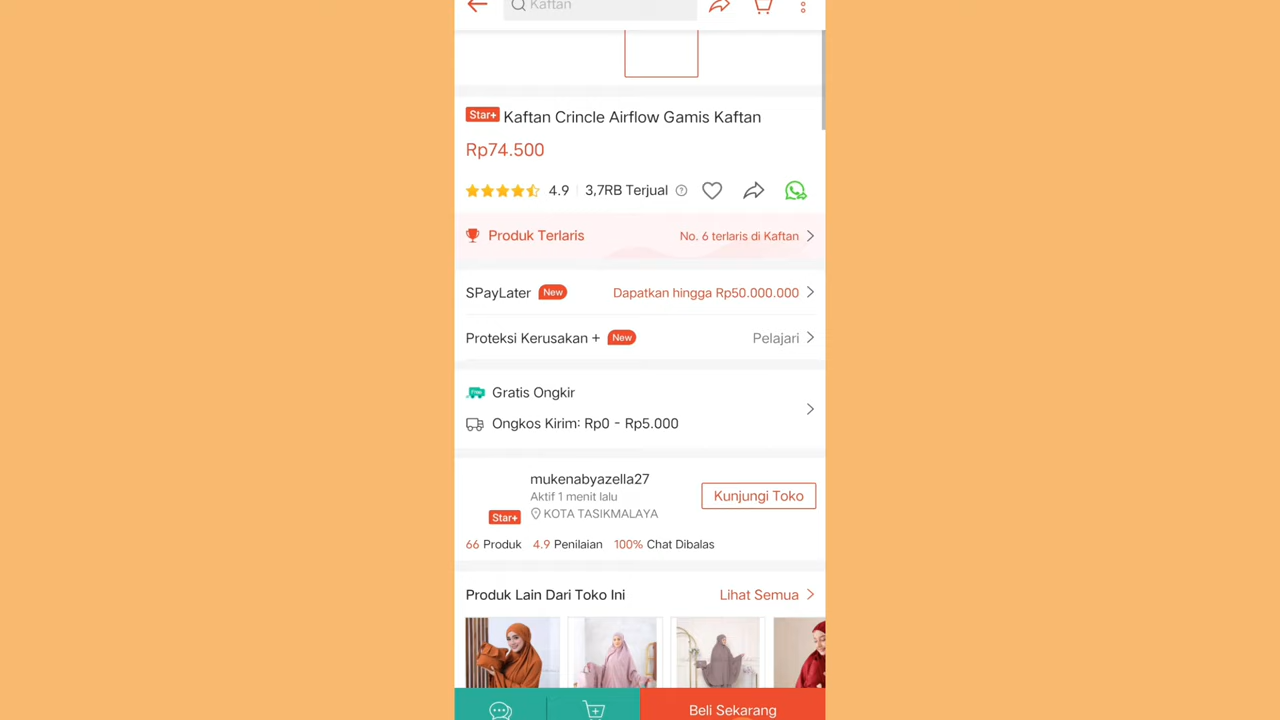 Kaftan
Star+ Kaftan Crincle Airflow Gamis Kaftan
Rp74.500
4.9 3,7RB Terjual ?
Produk Terlaris No. 6 terlaris di Kaftan
SPayLater New Dapatkan hingga Rp50.000.000
Proteksi Kerusakan + New Pelajari
Free Gratis Ongkir
Ongkos Kirim: Rp0 - Rp5.000
mukenabyazella27
Aktif 1 menit lalu
Kunjungi Toko
Star+ KOTA TASIKMALAYA
66 Produk 4.9 Penilaian 100% Chat Dibalas
Produk Lain Dari Toko Ini Lihat Semua
Beli Sekarang